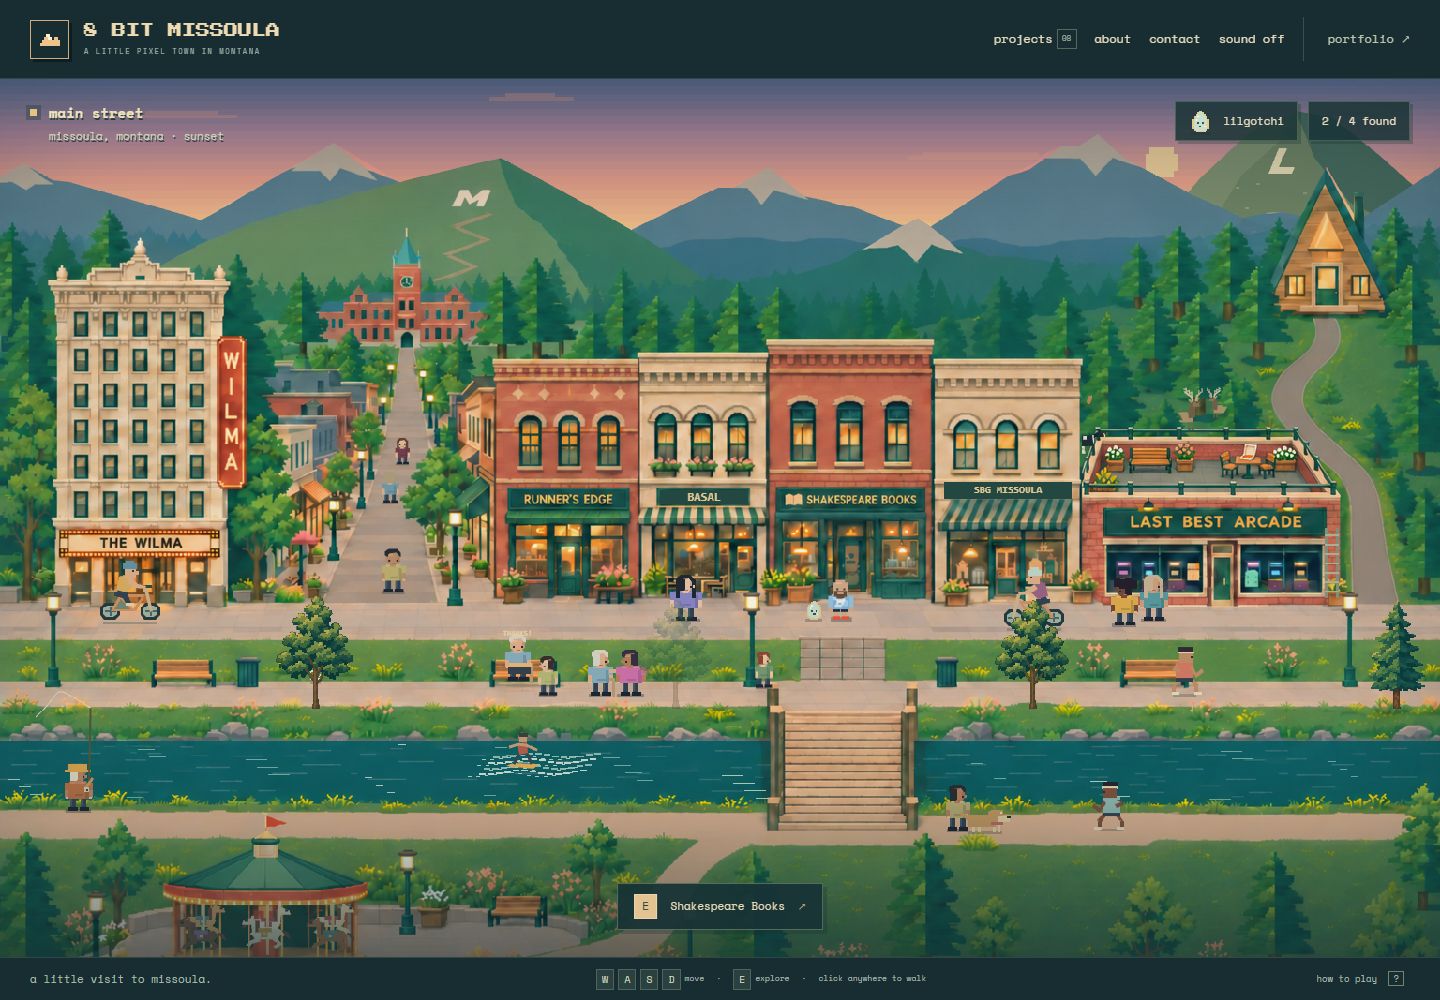 8 BIT MISSOULA
A LITTLE PIXEL TOWN IN MONTANA
projects 08 about contact sound off portfolio ↗
main street
missoula, montana · sunset
lilgotchi
2 / 4 found
M
L
WILMA
THE WILMA
RUNNER'S EDGE
BASAL
SHAKESPEARE BOOKS
SBG MISSOULA
LAST BEST ARCADE
E Shakespeare Books ↗
a little visit to missoula.
W A S D move · E explore · click anywhere to walk
how to play ?